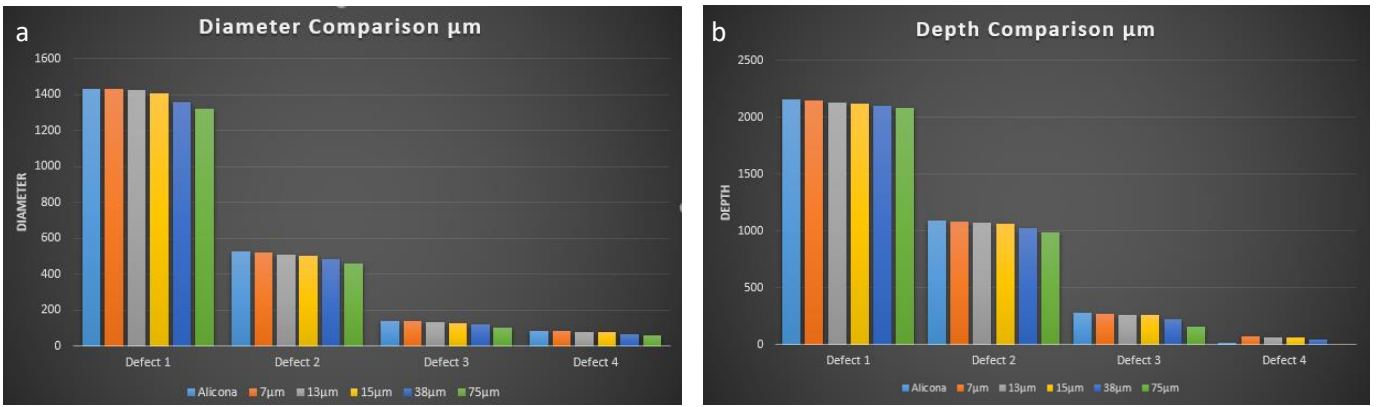 a
Diameter Comparison µm
1600
1400
1200
1000
800
600
400
200
0
DIAMETER
Defect 1 Defect 2 Defect 3 Defect 4
Alicona 7µm 13µm 15µm 38µm 75µm
b
Depth Comparison µm
2500
2000
1500
1000
500
0
DEPTH
Defect 1 Defect 2 Defect 3 Defect 4
Alicona 7µm 13µm 15µm 38µm 75µm